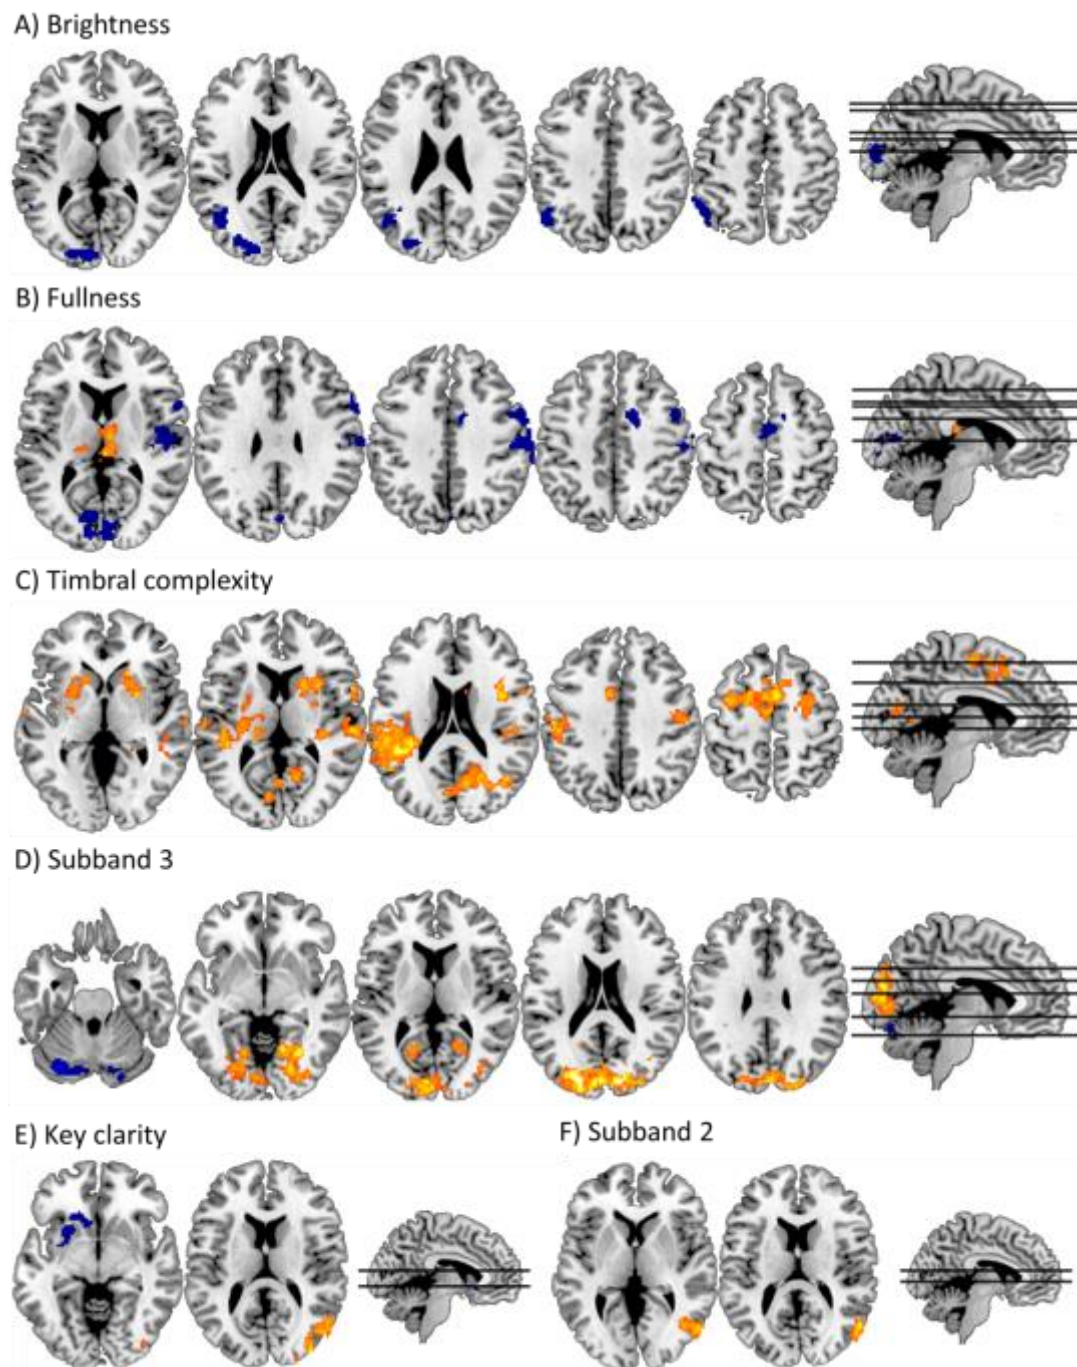 A) Brightness
B) Fullness
C) Timbral complexity
D) Subband 3
E) Key clarity
F) Subband 2